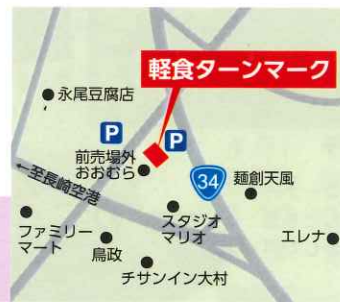 軽食ターンマーク
永尾豆腐店
P
P
前売場外
おおむら
←至長崎空港
34
麺創天風
スタジオ
マリオ
ファミリー
マート
鳥政
エレナ
チサンイン大村